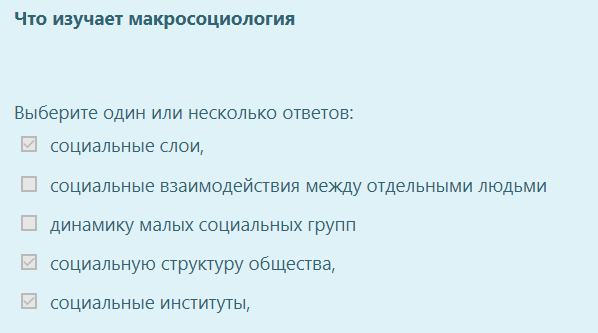 Что изучает макросоциология
Выберите один или несколько ответов:
социальные слои,
социальные взаимодействия между отдельными людьми
динамику малых социальных групп
социальную структуру общества,
социальные институты,